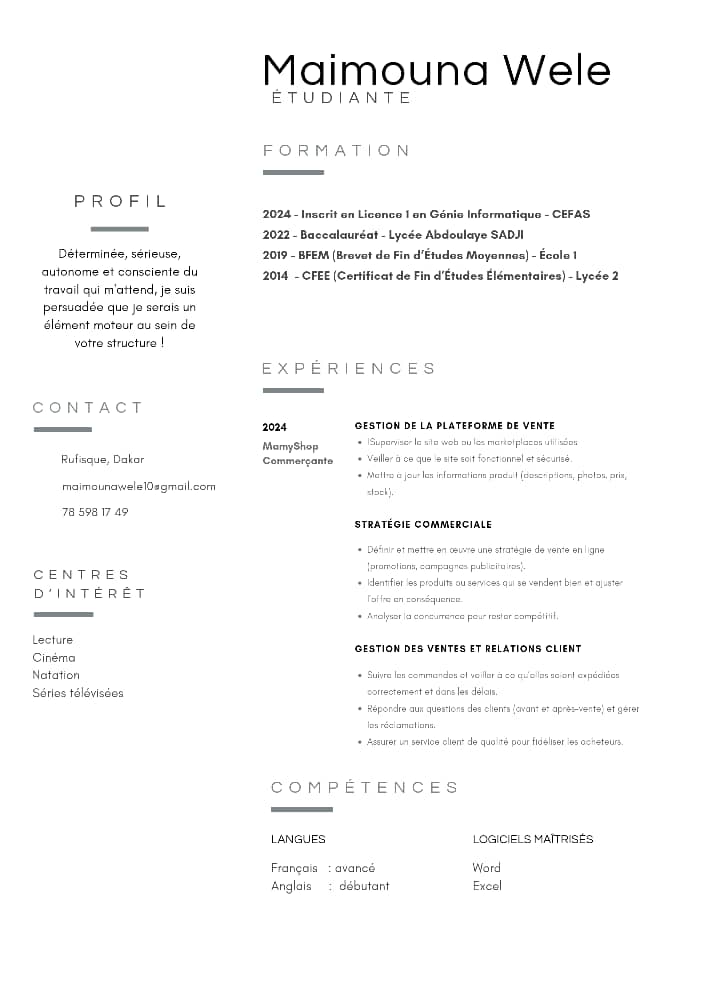 Maimouna Wele
ÉTUDIANTE
PROFIL
Déterminée, sérieuse,
autonome et consciente du
travail qui m'attend, je suis
persuadée que je serais un
élément moteur au sein de
votre structure !
CONTACT
Rufisque, Dakar
maimounawele10@gmail.com
78 598 17 49
CENTRES
D'INTÉRÊT
Lecture
Cinéma
Natation
Séries télévisées
FORMATION
2024 - Inscrit en Licence 1 en Génie Informatique - CEFAS
2022 - Baccalauréat - Lycée Abdoulaye SADJI
2019 - BFEM (Brevet de Fin d'Études Moyennes) - École 1
2014 - CFEE (Certificat de Fin d'Études Élémentaires) - Lycée 2
EXPÉRIENCES
2024
MamyShop
Commerçante
GESTION DE LA PLATEFORME DE VENTE
• !Superviser le site web ou les marketplaces utilisées
• Veiller à ce que le site soit fonctionnel et sécurisé.
• Mettre à jour les informations produit (descriptions, photos, prix,
stock).
STRATÉGIE COMMERCIALE
• Définir et mettre en œuvre une stratégie de vente en ligne
(promotions, campagnes publicitaires).
• Identifier les produits ou services qui se vendent bien et ajuster
l'offre en conséquence.
• Analyser la concurrence pour rester compétitif.
GESTION DES VENTES ET RELATIONS CLIENT
• Suivre les commandes et veiller à ce qu'elles soient expédiées
correctement et dans les délais.
• Répondre aux questions des clients (avant et après-vente) et gérer
les réclamations.
• Assurer un service client de qualité pour fidéliser les acheteurs.
COMPÉTENCES
LANGUES
Français : avancé
Anglais : débutant
LOGICIELS MAÎTRISÉS
Word
Excel